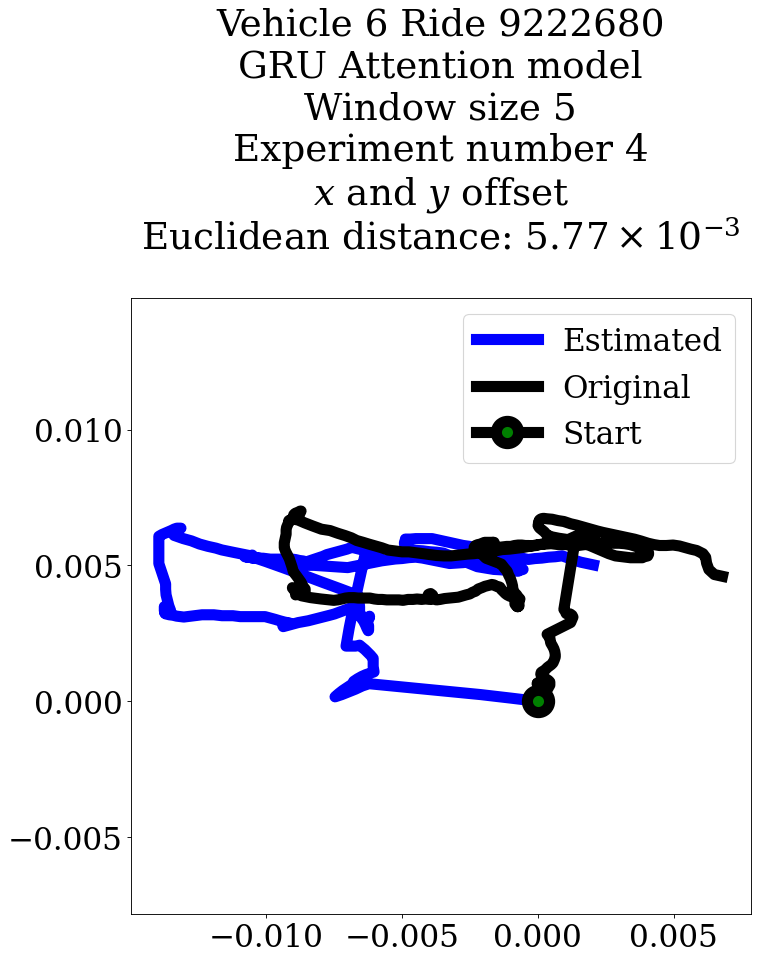 Vehicle 6 Ride 9222680
GRU Attention model
Window size 5
Experiment number 4
x and y offset
Euclidean distance: 5.77 × 10⁻³
Estimated
Original
Start
0.010
0.005
0.000
−0.005
−0.010 −0.005 0.000 0.005